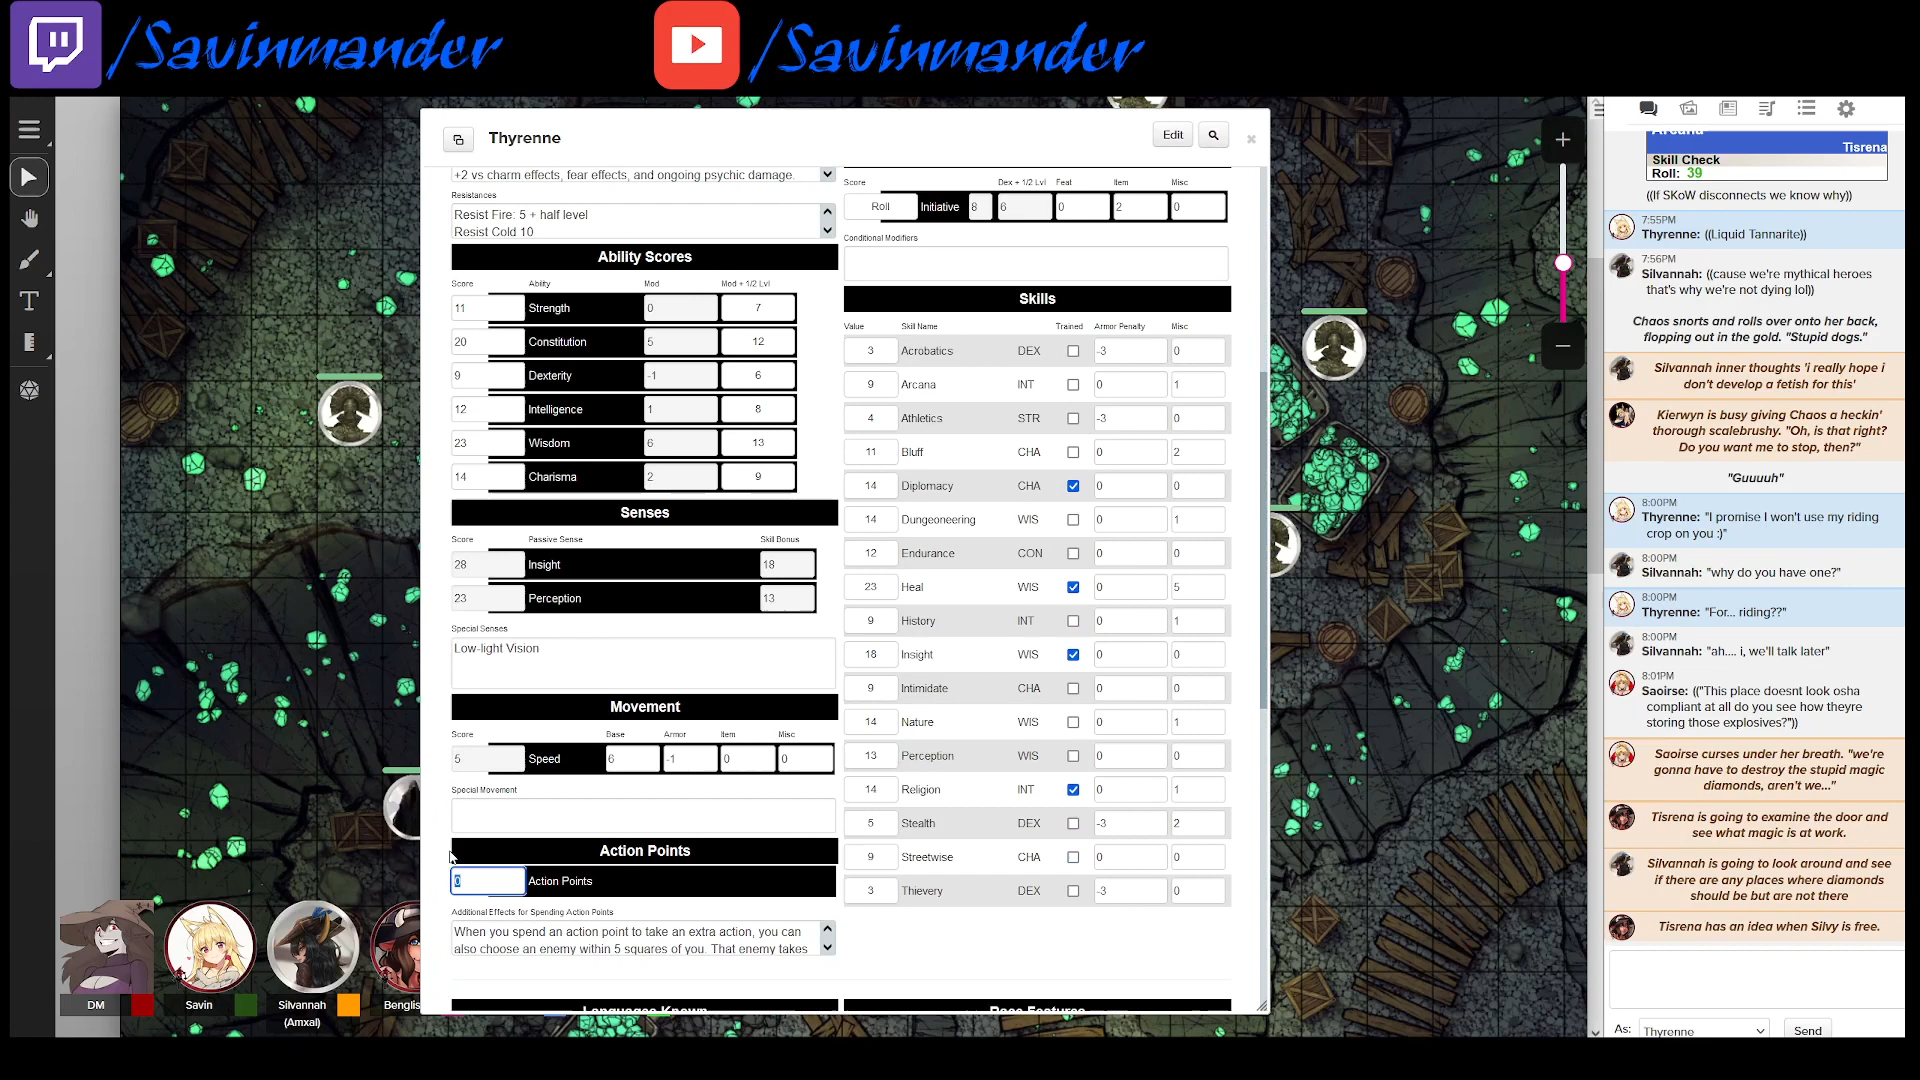 /Savinmander
/Savinmander
Thyrenne
Edit
+2 vs charm effects, fear effects, and ongoing psychic damage.
Resistances
Resist Fire: 5 + half level
Resist Cold 10
Ability Scores
Score Ability Mod Mod + 1/2 Lvl
11 Strength 0 7
20 Constitution 5 12
9 Dexterity -1 6
12 Intelligence 1 8
23 Wisdom 6 13
14 Charisma 2 9
Senses
Score Passive Sense Skill Bonus
28 Insight 18
23 Perception 13
Special Senses
Low-light Vision
Movement
Score Base Armor Item Misc
5 Speed 6 -1 0 0
Special Movement
Action Points
0 Action Points
Additional Effects for Spending Action Points
When you spend an action point to take an extra action, you can
also choose an enemy within 5 squares of you. That enemy takes
Languages Known
Score Dex + 1/2 Lvl Feat Item Misc
Roll Initiative 8 6 0 2 0
Conditional Modifiers
Skills
Value Skill Name Trained Armor Penalty Misc
3 Acrobatics DEX -3 0
9 Arcana INT 0 1
4 Athletics STR -3 0
11 Bluff CHA 0 2
14 Diplomacy CHA 0 0
14 Dungeoneering WIS 0 1
12 Endurance CON 0 0
23 Heal WIS 0 5
9 History INT 0 1
18 Insight WIS 0 0
9 Intimidate CHA 0 0
14 Nature WIS 0 1
13 Perception WIS 0 0
14 Religion INT 0 1
5 Stealth DEX -3 2
9 Streetwise CHA 0 0
3 Thievery DEX -3 0
Race Features
DM
Savin
Silvannah
(Amxal)
Benglis
Arcana
Tisrena
Skill Check
Roll: 39
((If SKoW disconnects we know why))
7:55PM
Thyrenne: ((Liquid Tannarite))
7:56PM
Silvannah: ((cause we're mythical heroes
that's why we're not dying lol))
Chaos snorts and rolls over onto her back,
flopping out in the gold. "Stupid dogs."
Silvannah inner thoughts 'i really hope i
don't develop a fetish for this'
Kierwyn is busy giving Chaos a heckin'
thorough scalebrushy. "Oh, is that right?
Do you want me to stop, then?"
"Guuuuh"
8:00PM
Thyrenne: "I promise I won't use my riding
crop on you :)"
8:00PM
Silvannah: "why do you have one?"
8:00PM
Thyrenne: "For... riding??"
8:00PM
Silvannah: "ah.... i, we'll talk later"
8:01PM
Saoirse: (("This place doesnt look osha
compliant at all do you see how theyre
storing those explosives?"))
Saoirse curses under her breath. "we're
gonna have to destroy the stupid magic
diamonds, aren't we..."
Tisrena is going to examine the door and
see what magic is at work.
Silvannah is going to look around and see
if there are any places where diamonds
should be but are not there
Tisrena has an idea when Silvy is free.
As: Thyrenne Send